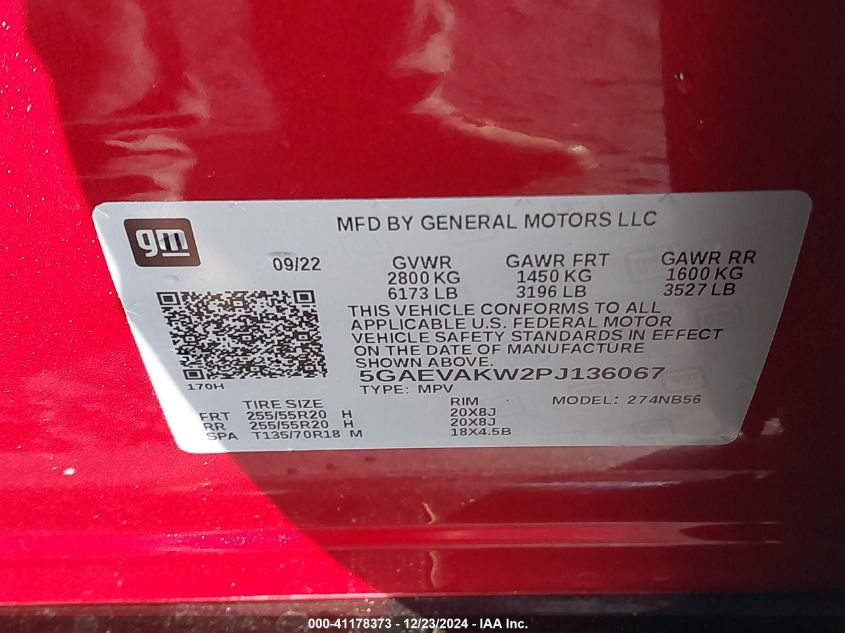 gm
MFD BY GENERAL MOTORS LLC
09/22
GVWR GAWR FRT GAWR RR
2800 KG 1450 KG 1600 KG
6173 LB 3196 LB 3527 LB
THIS VEHICLE CONFORMS TO ALL
APPLICABLE U.S. FEDERAL MOTOR
VEHICLE SAFETY STANDARDS IN EFFECT
ON THE DATE OF MANUFACTURE
SHOWN ABOVE.
170H
5GAEVAKW2PJ136067
TYPE: MPV MODEL: 274NB56
TIRE SIZE RIM
FRT 255/55R20 H 20X8J
RR 255/55R20 H 20X8J
SPA T135/70R18 M 18X4.5B
000-41178373 - 12/23/2024 - IAA Inc.